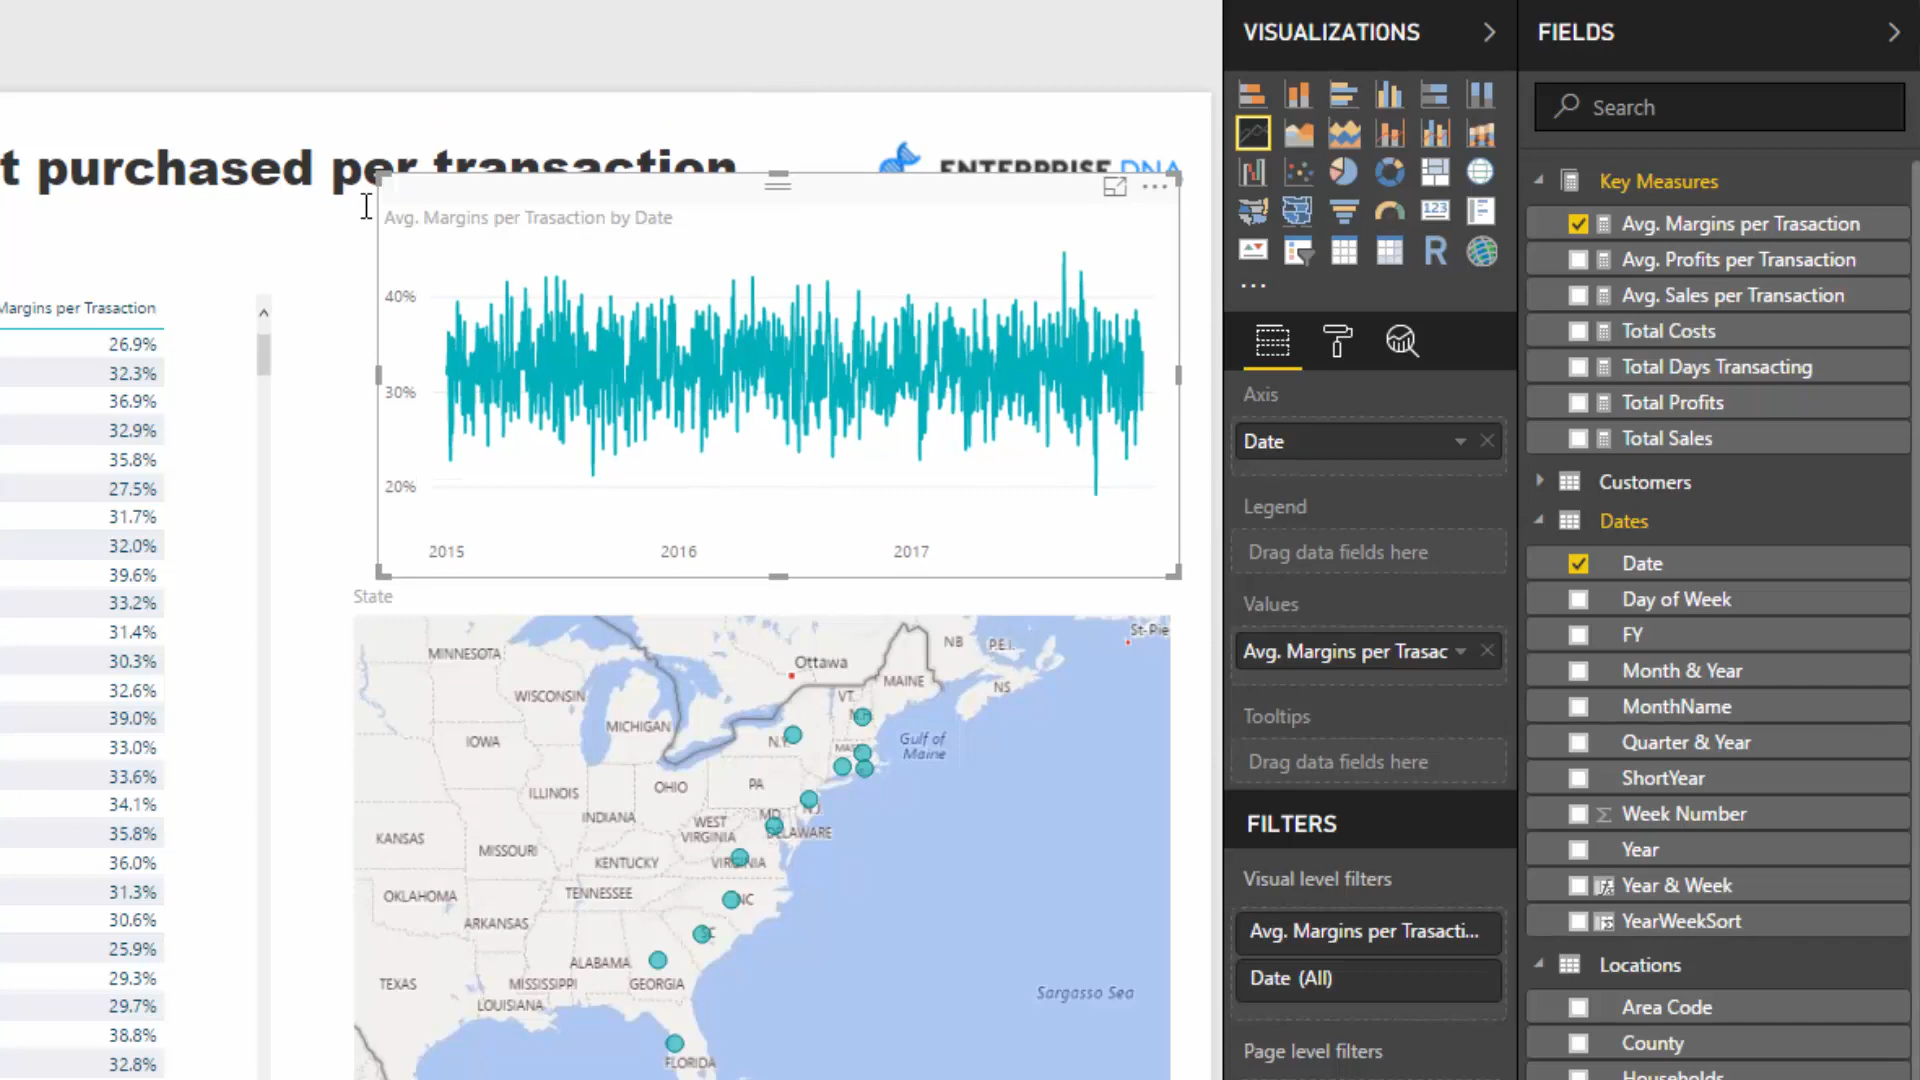 t purchased per transaction
ENTERPRISE DNA
Margins per Trasaction
26.9%
32.3%
36.9%
32.9%
35.8%
27.5%
31.7%
32.0%
39.6%
33.2%
31.4%
30.3%
32.6%
39.0%
33.0%
33.6%
34.1%
35.8%
36.0%
31.3%
30.6%
25.9%
29.3%
29.7%
38.8%
32.8%
Avg. Margins per Trasaction by Date
40%
30%
20%
2015 2016 2017
State
St-Pie
NB P.E.I.
MINNESOTA
Ottawa
MAINE
NS
VT.
WISCONSIN
N.H.
MICHIGAN
IOWA
N.Y.
MASS
Gulf of
Maine
PA
OHIO
ILLINOIS
N.J.
INDIANA
WEST
VIRGINIA
MD
DELAWARE
KANSAS
MISSOURI
KENTUCKY
VIRGINIA
OKLAHOMA
TENNESSEE
NC
ARKANSAS
SC
ALABAMA
TEXAS
MISSISSIPPI
GEORGIA
LOUISIANA
Sargasso Sea
FLORIDA
VISUALIZATIONS
123
R
Axis
Date
Legend
Drag data fields here
Values
Avg. Margins per Trasac
Tooltips
Drag data fields here
FILTERS
Visual level filters
Avg. Margins per Trasacti...
Date (All)
Page level filters
FIELDS
Search
Key Measures
Avg. Margins per Trasaction
Avg. Profits per Transaction
Avg. Sales per Transaction
Total Costs
Total Days Transacting
Total Profits
Total Sales
Customers
Dates
Date
Day of Week
FY
Month & Year
MonthName
Quarter & Year
ShortYear
Week Number
Year
Year & Week
YearWeekSort
Locations
Area Code
County
Households